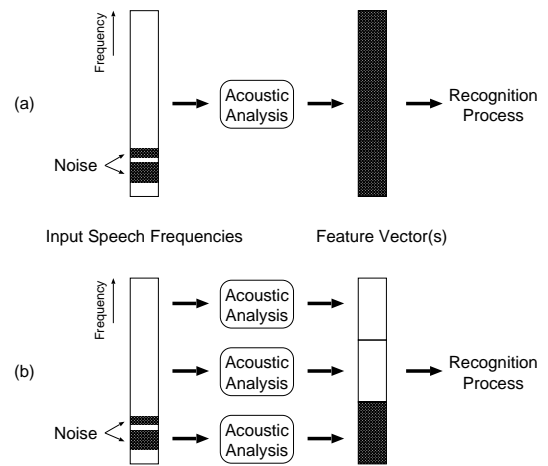 Frequency
(a)
Noise
Acoustic
Analysis
Recognition
Process
Input Speech Frequencies
Feature Vector(s)
Frequency
(b)
Noise
Acoustic
Analysis
Acoustic
Analysis
Acoustic
Analysis
Recognition
Process